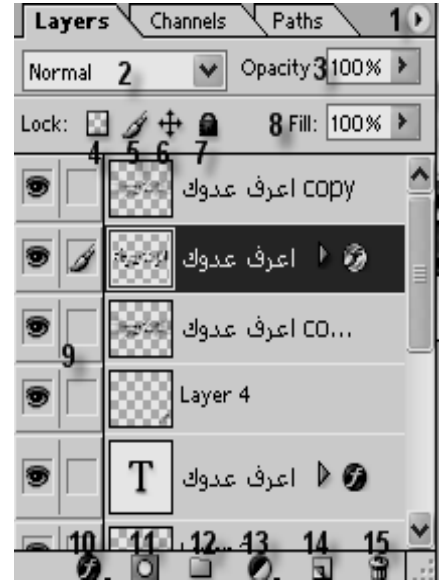 Layers Channels Paths 1
Normal 2 Opacity 3 100%
Lock: 8 Fill: 100%
4 5 6 7
اعرف عدوك copy
اعرف عدوك
اعرف عدوك co...
9
Layer 4
T اعرف عدوك
10 11 12 13 14 15